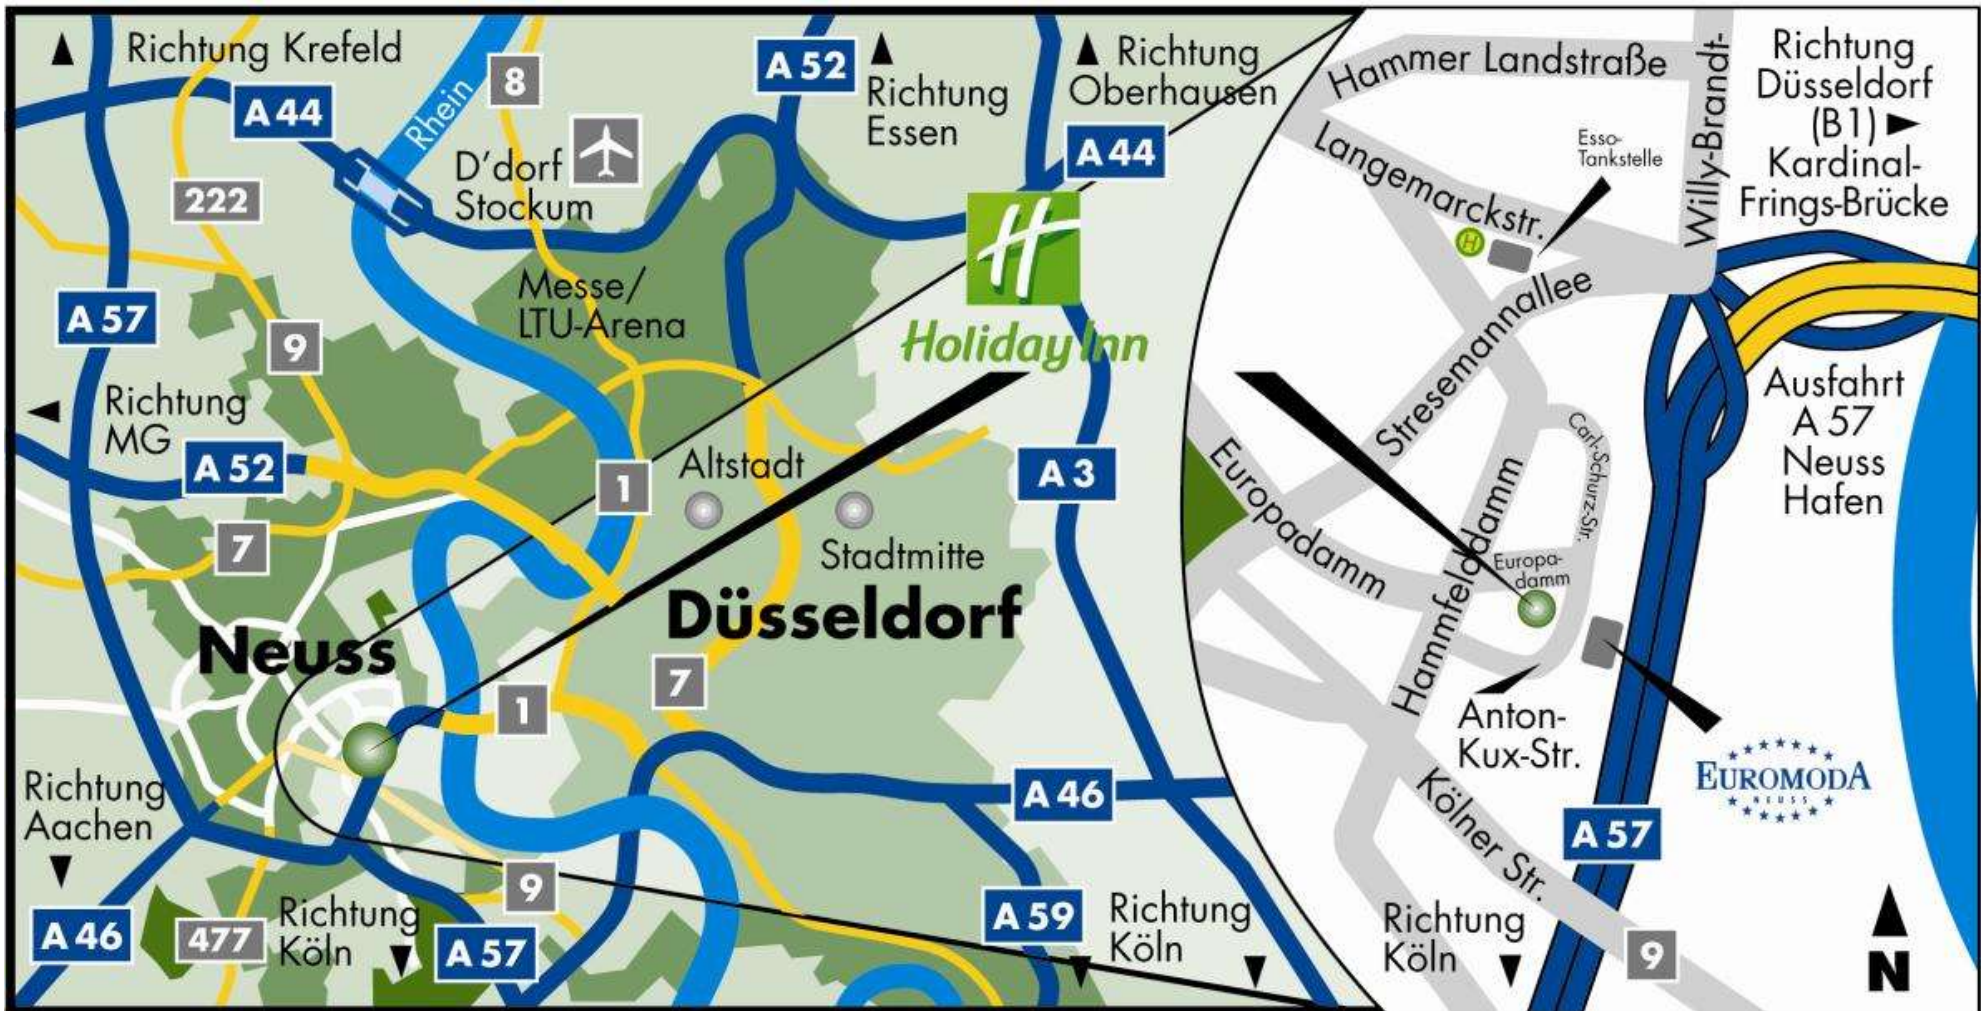 Richtung Krefeld
A 44
Rhein
8
A 52
Richtung
Essen
Richtung
Oberhausen
A 44
222
D'dorf
Stockum
Holiday Inn
A 57
9
Messe/
LTU-Arena
Richtung
MG
A 52
1
Altstadt
A 3
7
Stadtmitte
Neuss
Düsseldorf
7
1
Richtung
Aachen
A 46
9
A 46
477
Richtung
Köln
A 57
A 59
Richtung
Köln
Hammer Landstraße
Willy-Brandt-
Richtung
Düsseldorf
(B1)
Kardinal-
Frings-Brücke
Esso-
Tankstelle
Langemarckstr.
H
Stresemannallee
Ausfahrt
A 57
Neuss
Hafen
Carl-Schurz-Str.
Europadamm
Hammfelddamm
Europa-
damm
Anton-
Kux-Str.
EUROMODA
NEUSS
Kölner Str.
A 57
Richtung
Köln
9
N